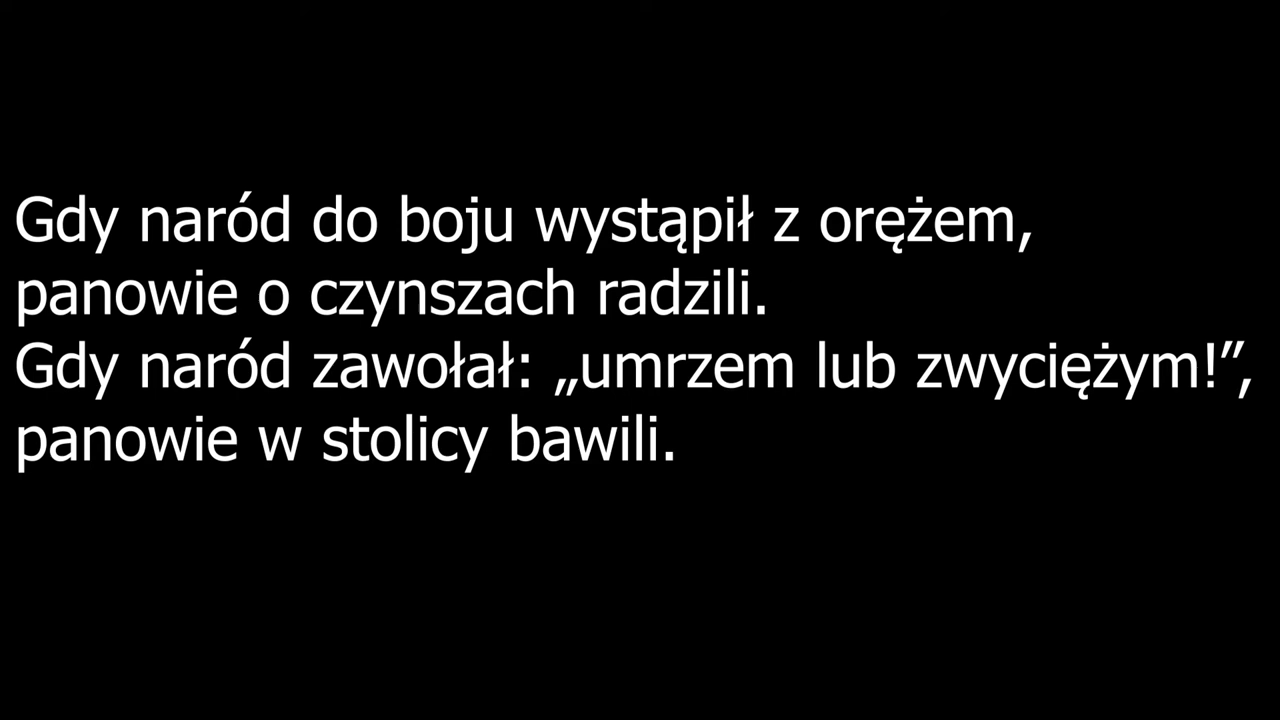 Gdy naród do boju wystąpił z orężem,
panowie o czynszach radzili.
Gdy naród zawołał: „umrzem lub zwyciężym!”,
panowie w stolicy bawili.